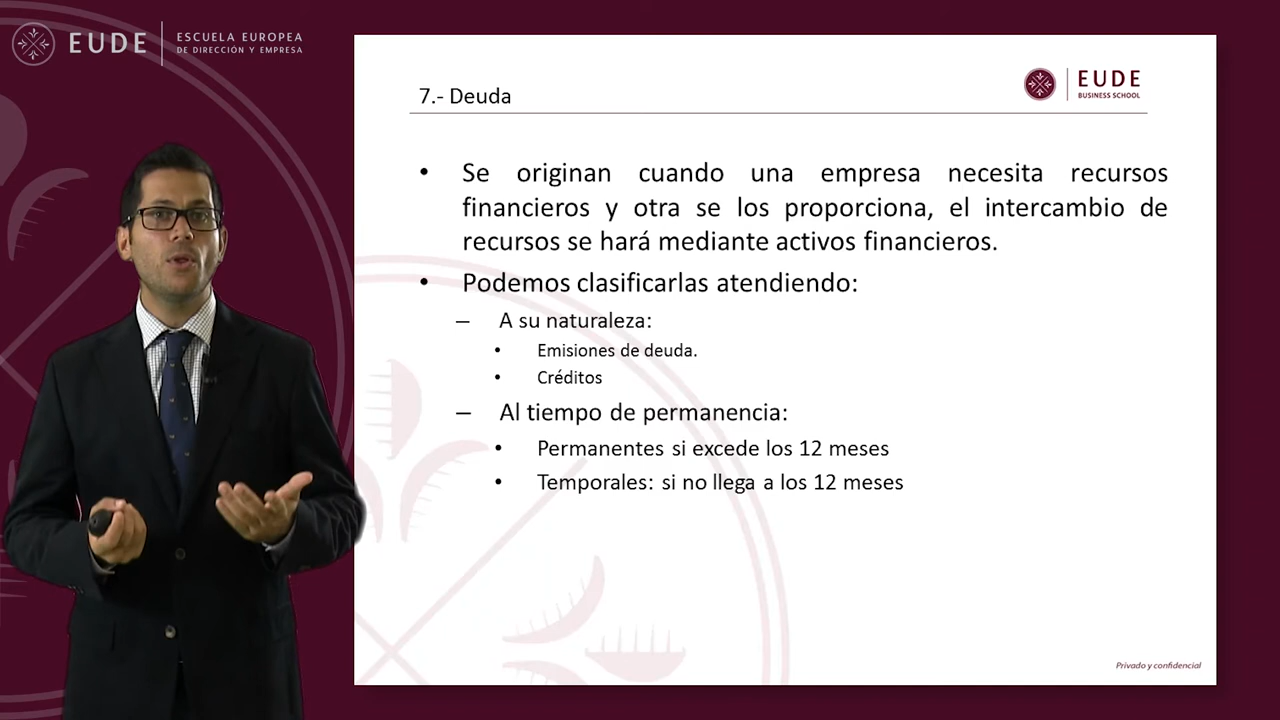 EUDE
ESCUELA EUROPEA
DE DIRECCIÓN Y EMPRESA
7.- Deuda
EUDE
BUSINESS SCHOOL
• Se originan cuando una empresa necesita recursos
financieros y otra se los proporciona, el intercambio de
recursos se hará mediante activos financieros.
• Podemos clasificarlas atendiendo:
– A su naturaleza:
• Emisiones de deuda.
• Créditos
– Al tiempo de permanencia:
• Permanentes si excede los 12 meses
• Temporales: si no llega a los 12 meses
Privado y confidencial